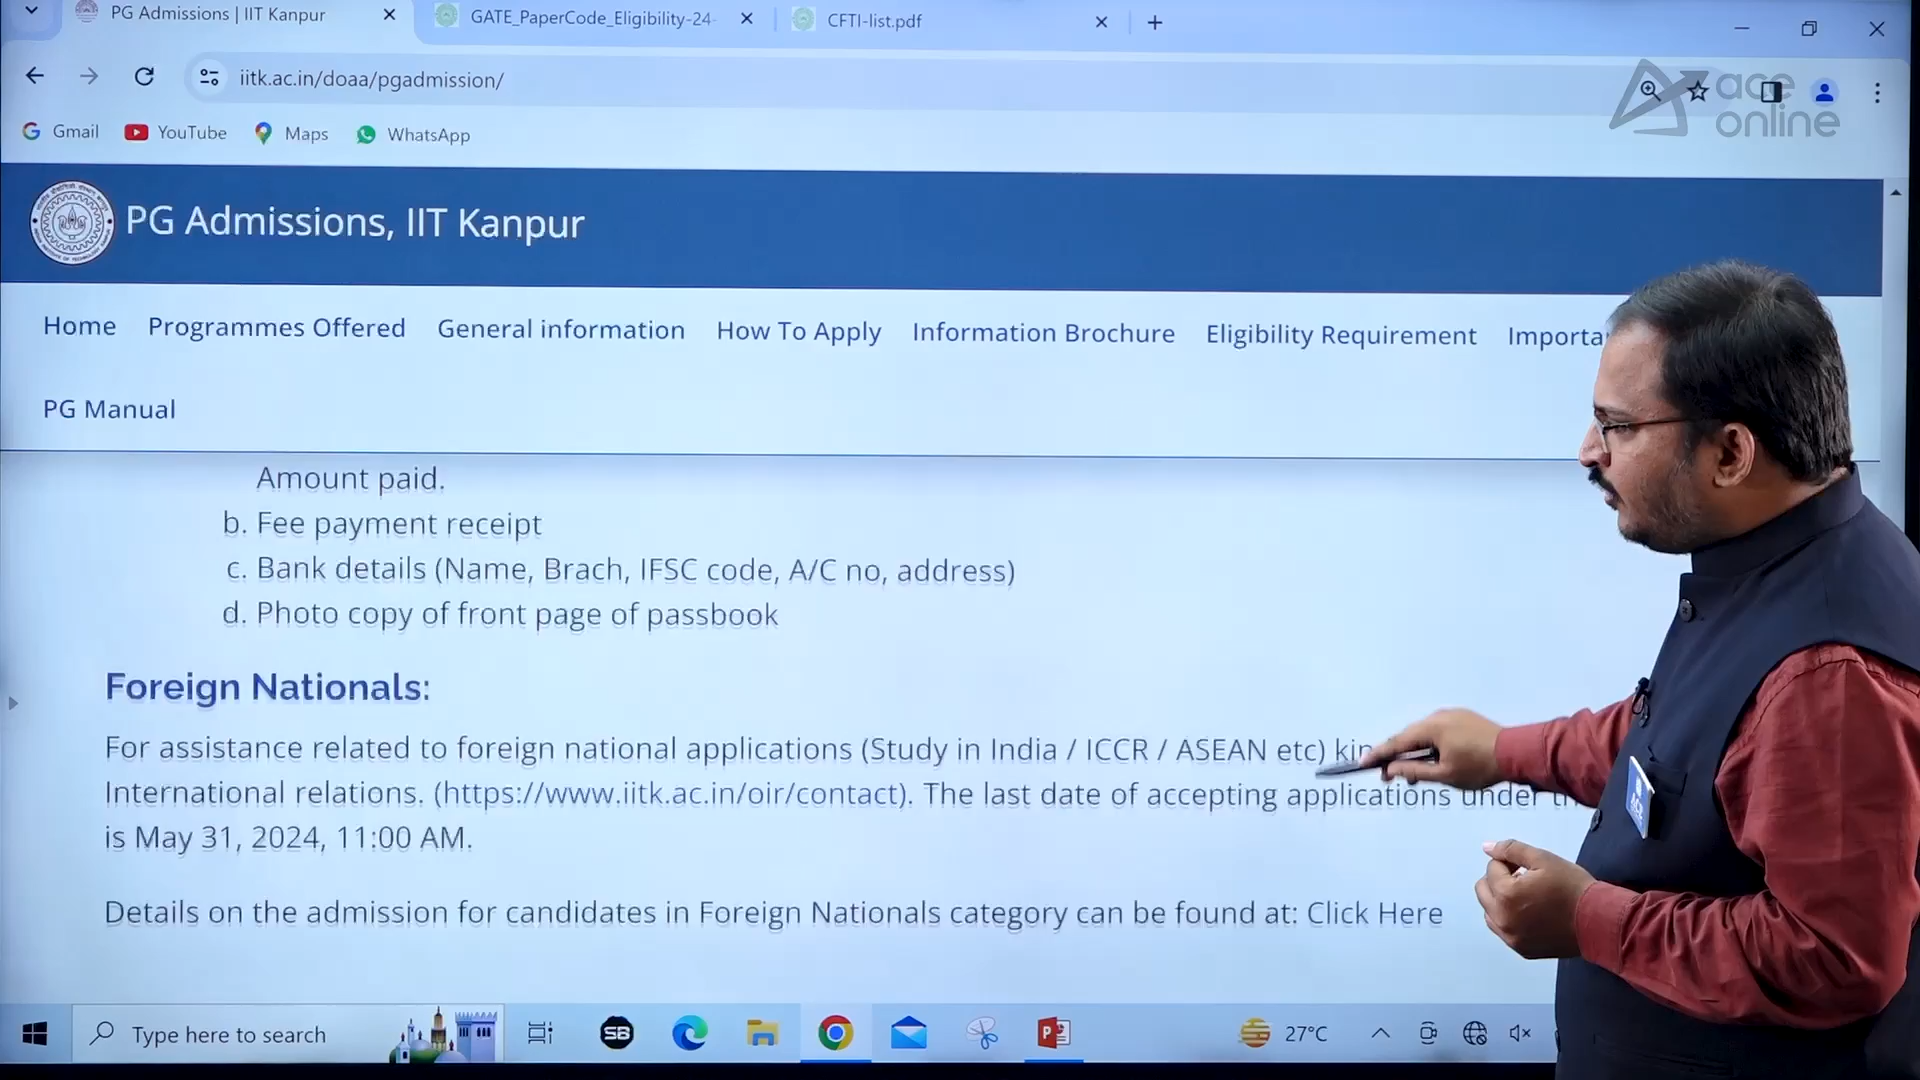 PG Admissions | IIT Kanpur
GATE_PaperCode_Eligibility-24-
CFTI-list.pdf
iitk.ac.in/doaa/pgadmission/
ace
online
Gmail
YouTube
Maps
WhatsApp
PG Admissions, IIT Kanpur
Home
Programmes Offered
General information
How To Apply
Information Brochure
Eligibility Requirement
Importa
PG Manual
Amount paid.
b. Fee payment receipt
c. Bank details (Name, Brach, IFSC code, A/C no, address)
d. Photo copy of front page of passbook
Foreign Nationals:
For assistance related to foreign national applications (Study in India / ICCR / ASEAN etc)
International relations. (https://www.iitk.ac.in/oir/contact). The last date of accepting applications under
is May 31, 2024, 11:00 AM.
Details on the admission for candidates in Foreign Nationals category can be found at: Click Here
Type here to search
SB
27°C